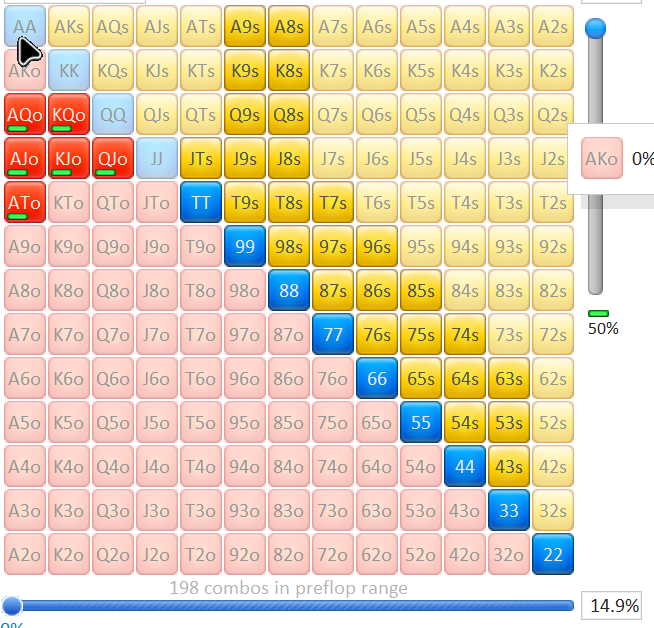 AA AKs AQs AJs ATs A9s A8s A7s A6s A5s A4s A3s A2s
AKo KK KQs KJs KTs K9s K8s K7s K6s K5s K4s K3s K2s
AQo KQo QQ QJs QTs Q9s Q8s Q7s Q6s Q5s Q4s Q3s Q2s
AJo KJo QJo JJ JTs J9s J8s J7s J6s J5s J4s J3s J2s AKo 0%
ATo KTo QTo JTo TT T9s T8s T7s T6s T5s T4s T3s T2s
A9o K9o Q9o J9o T9o 99 98s 97s 96s 95s 94s 93s 92s
A8o K8o Q8o J8o T8o 98o 88 87s 86s 85s 84s 83s 82s
A7o K7o Q7o J7o T7o 97o 87o 77 76s 75s 74s 73s 72s 50%
A6o K6o Q6o J6o T6o 96o 86o 76o 66 65s 64s 63s 62s
A5o K5o Q5o J5o T5o 95o 85o 75o 65o 55 54s 53s 52s
A4o K4o Q4o J4o T4o 94o 84o 74o 64o 54o 44 43s 42s
A3o K3o Q3o J3o T3o 93o 83o 73o 63o 53o 43o 33 32s
A2o K2o Q2o J2o T2o 92o 82o 72o 62o 52o 42o 32o 22
198 combos in preflop range
14.9%